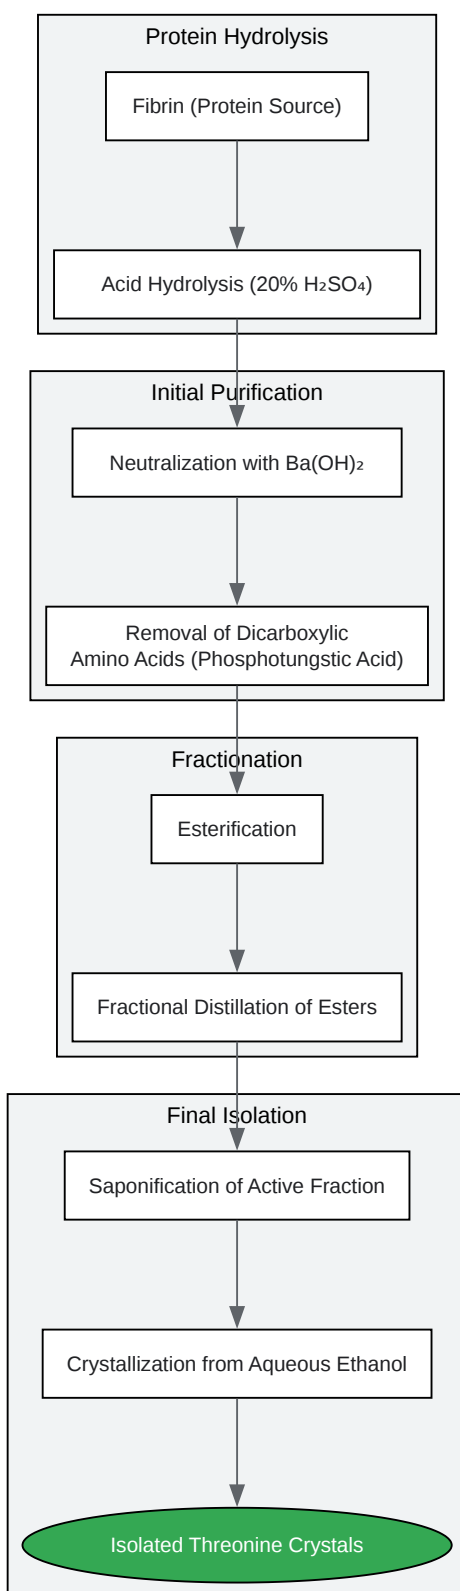 Protein Hydrolysis
Fibrin (Protein Source)
Acid Hydrolysis (20% H₂SO₄)
Initial Purification
Neutralization with Ba(OH)₂
Removal of Dicarboxylic
Amino Acids (Phosphotungstic Acid)
Fractionation
Esterification
Fractional Distillation of Esters
Final Isolation
Saponification of Active Fraction
Crystallization from Aqueous Ethanol
Isolated Threonine Crystals